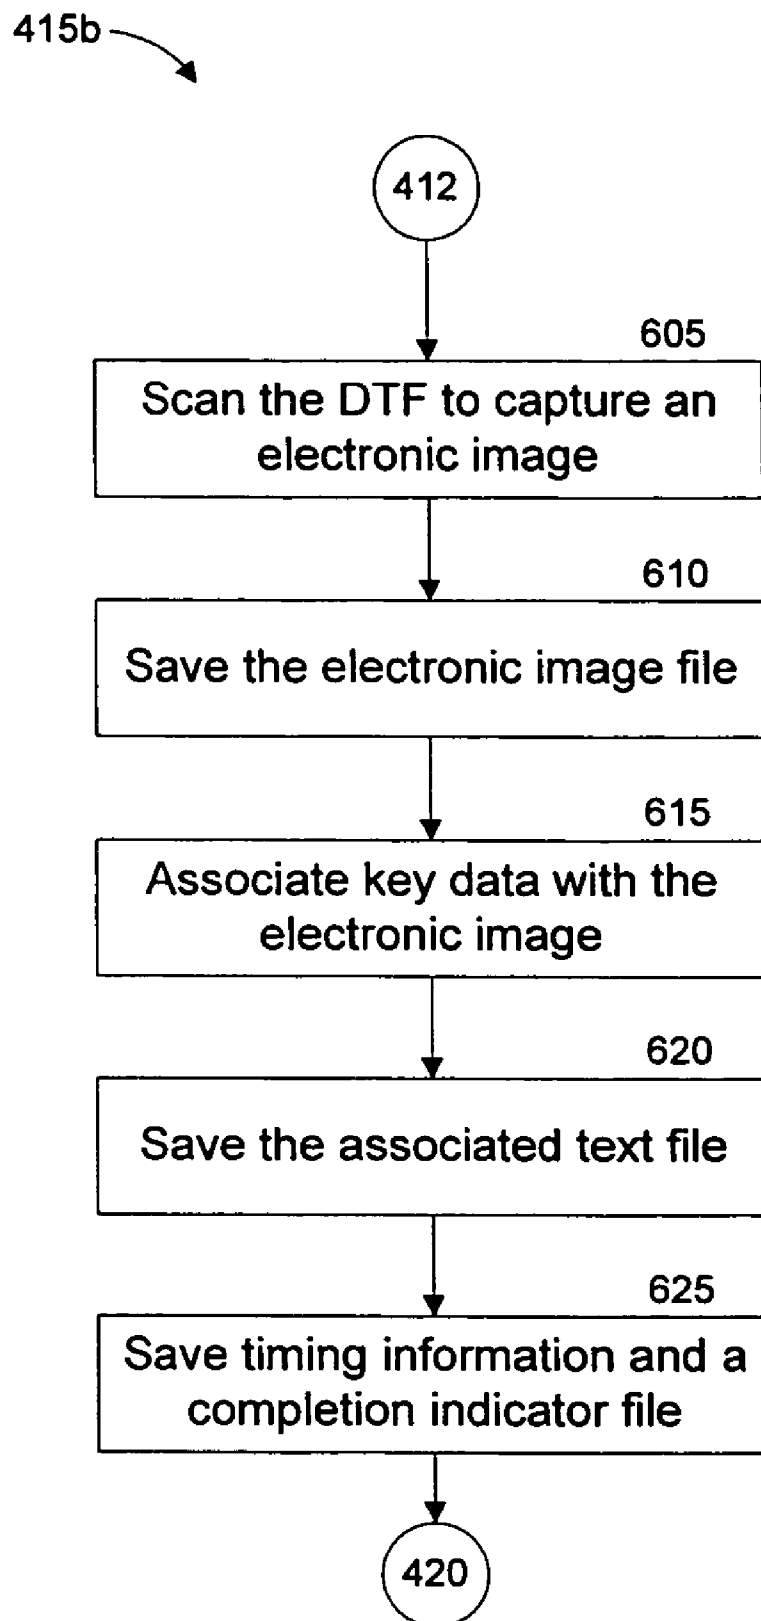 415b
412
605
Scan the DTF to capture an
electronic image
610
Save the electronic image file
615
Associate key data with the
electronic image
620
Save the associated text file
625
Save timing information and a
completion indicator file
420